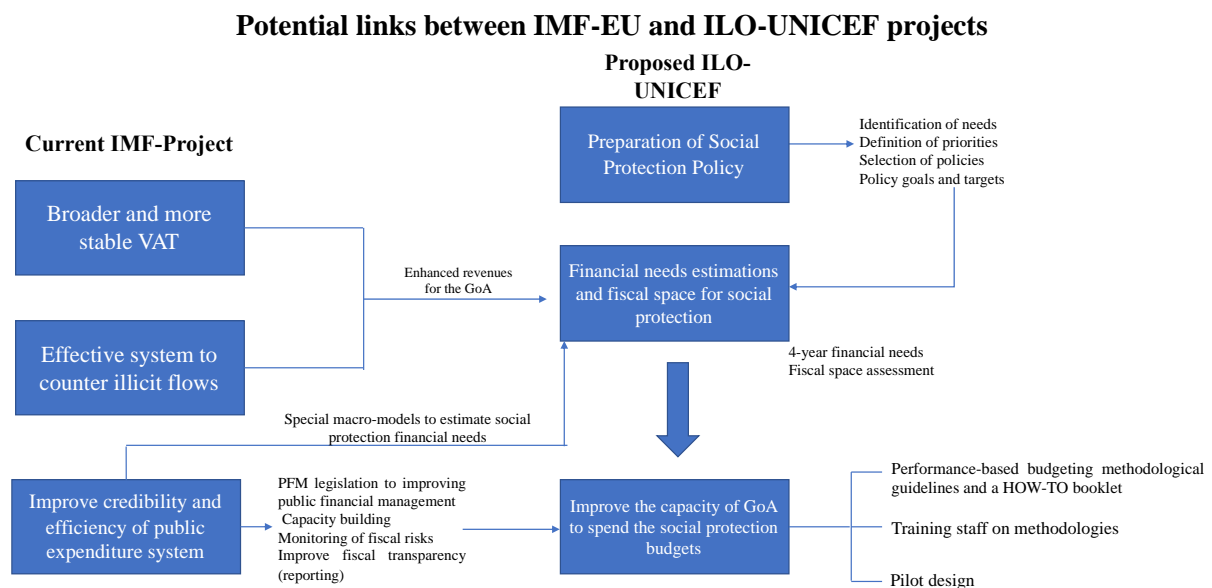 Potential links between IMF-EU and ILO-UNICEF projects
Proposed ILO-
UNICEF
Current IMF-Project
Preparation of Social
Protection Policy
Identification of needs
Definition of priorities
Selection of policies
Policy goals and targets
Broader and more
stable VAT
Enhanced revenues
for the GoA
Financial needs estimations
and fiscal space for social
protection
Effective system to
counter illicit flows
4-year financial needs
Fiscal space assessment
Special macro-models to estimate social
protection financial needs
Improve credibility and
efficiency of public
expenditure system
PFM legislation to improving
public financial management
Capacity building
Monitoring of fiscal risks
Improve fiscal transparency
(reporting)
Improve the capacity of GoA
to spend the social protection
budgets
Performance-based budgeting methodological
guidelines and a HOW-TO booklet
Training staff on methodologies
Pilot design